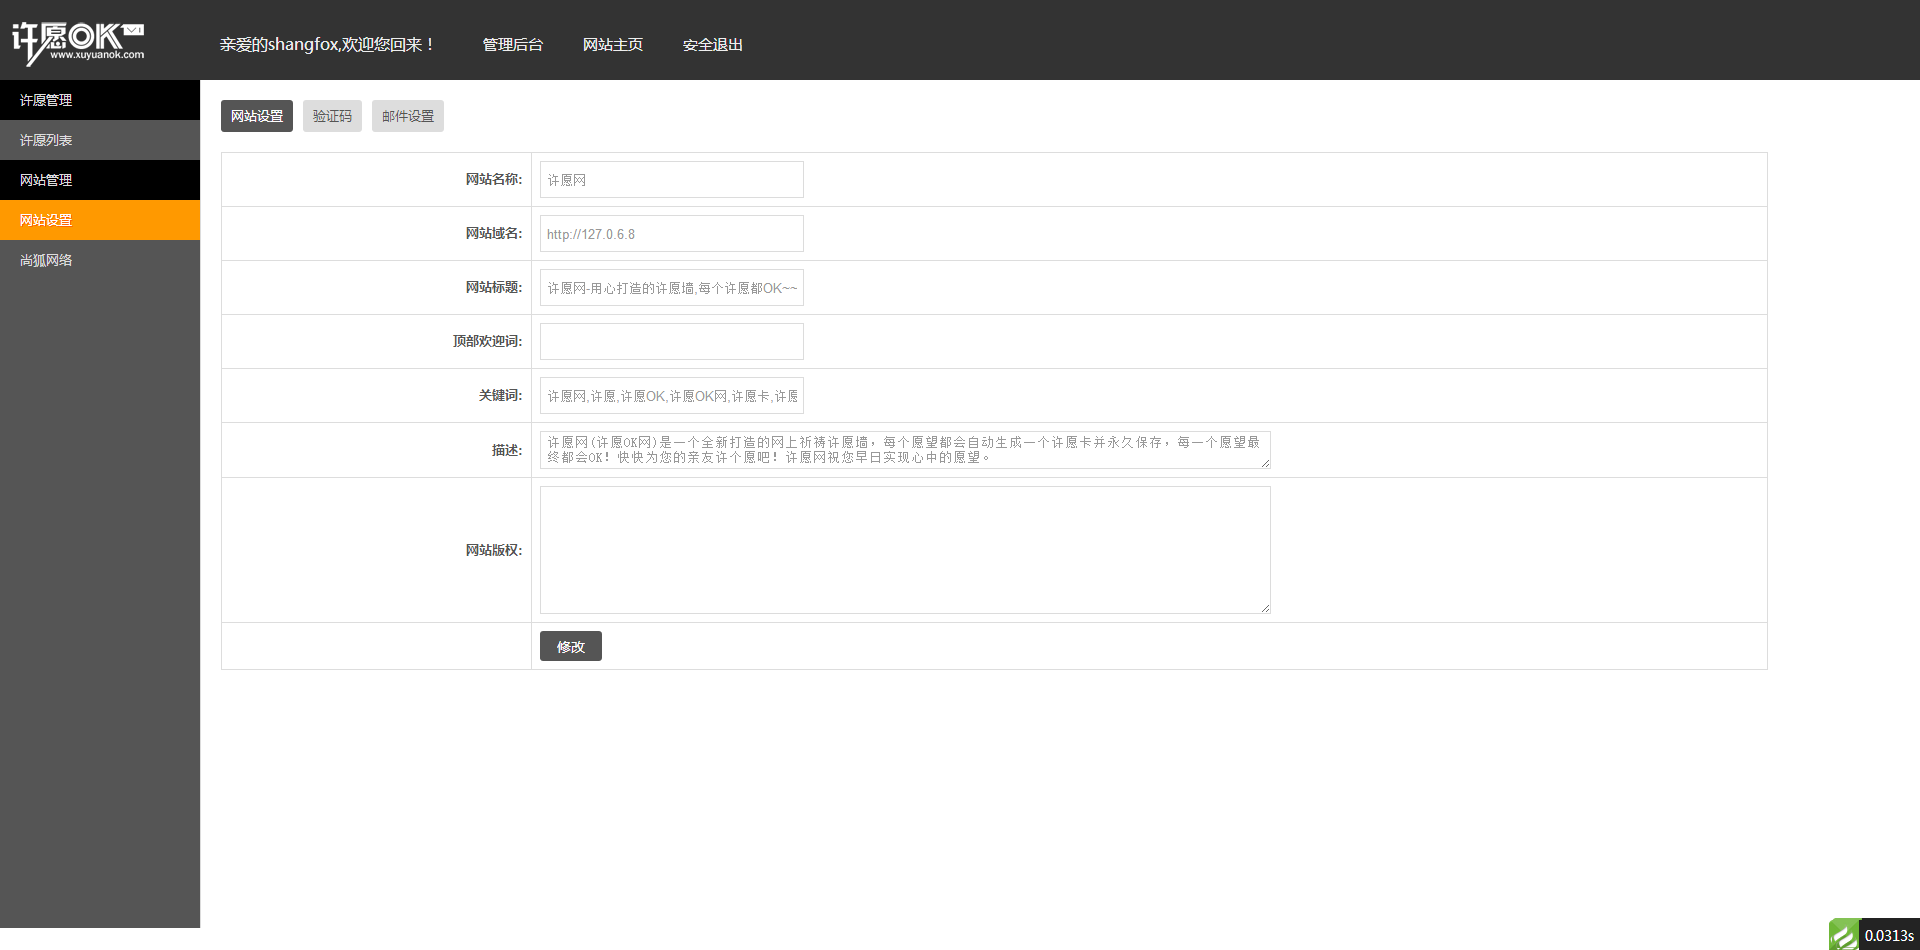 许愿OK V1
www.xuyuanok.com
亲爱的shangfox,欢迎您回来！ 管理后台 网站主页 安全退出
许愿管理
许愿列表
网站管理
网站设置
尚狐网络
网站设置 验证码 邮件设置
网站名称: 许愿网
网站域名: http://127.0.6.8
网站标题: 许愿网-用心打造的许愿墙,每个许愿都OK~~
顶部欢迎词:
关键词: 许愿网,许愿,许愿OK,许愿OK网,许愿卡,许愿
描述: 许愿网(许愿OK网)是一个全新打造的网上祈祷许愿墙，每个愿望都会自动生成一个许愿卡并永久保存，每一个愿望最
终都会OK！快快为您的亲友许个愿吧！许愿网祝您早日实现心中的愿望。
网站版权:
修改
0.0313s